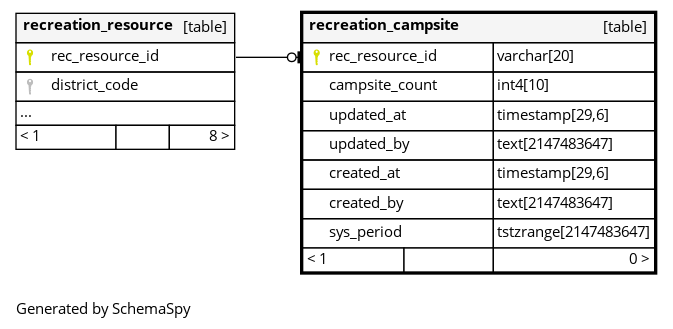 recreation_resource [table]
rec_resource_id
district_code
...
< 1 8 >
recreation_campsite [table]
rec_resource_id varchar[20]
campsite_count int4[10]
updated_at timestamp[29,6]
updated_by text[2147483647]
created_at timestamp[29,6]
created_by text[2147483647]
sys_period tstzrange[2147483647]
< 1 0 >
Generated by SchemaSpy